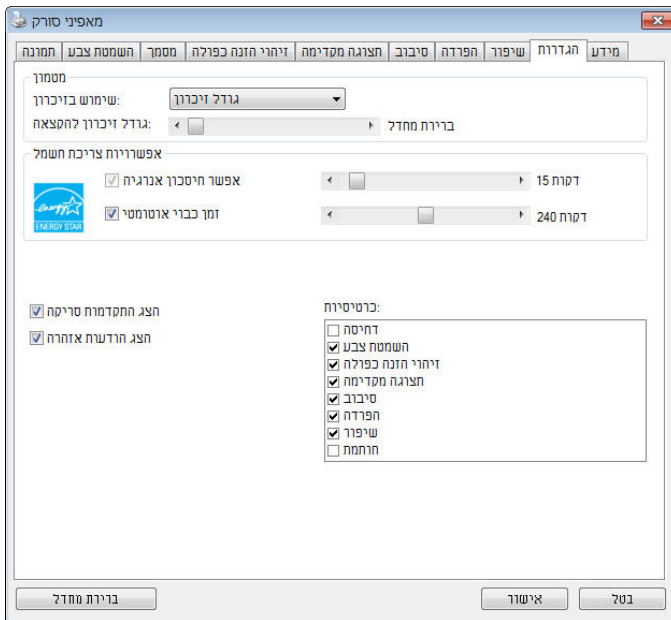 מאפיני סורק
תמונה
השמטת צבע
מסמך
זיהוי הזנה כפולה
תצוגה מקדימה
סיבוב
הפרדה
שיפור
הגדרות
מידע
מטמון
שימוש בזיכרון:
גודל זיכרון
גודל זיכרון להקצאה:
ברירת מחדל
אפשרויות צריכת חשמל
אפשר חיסכון אנרגיה
15 דקות
energy
ENERGY STAR
זמן כבוי אוטומטי
240 דקות
הצג התקדמות סריקה
הצג הודעות אזהרה
כרטיסיות:
דחיסה
השמטת צבע
זיהוי הזנה כפולה
תצוגה מקדימה
סיבוב
הפרדה
שיפור
חותמת
ברירת מחדל
אישור
בטל